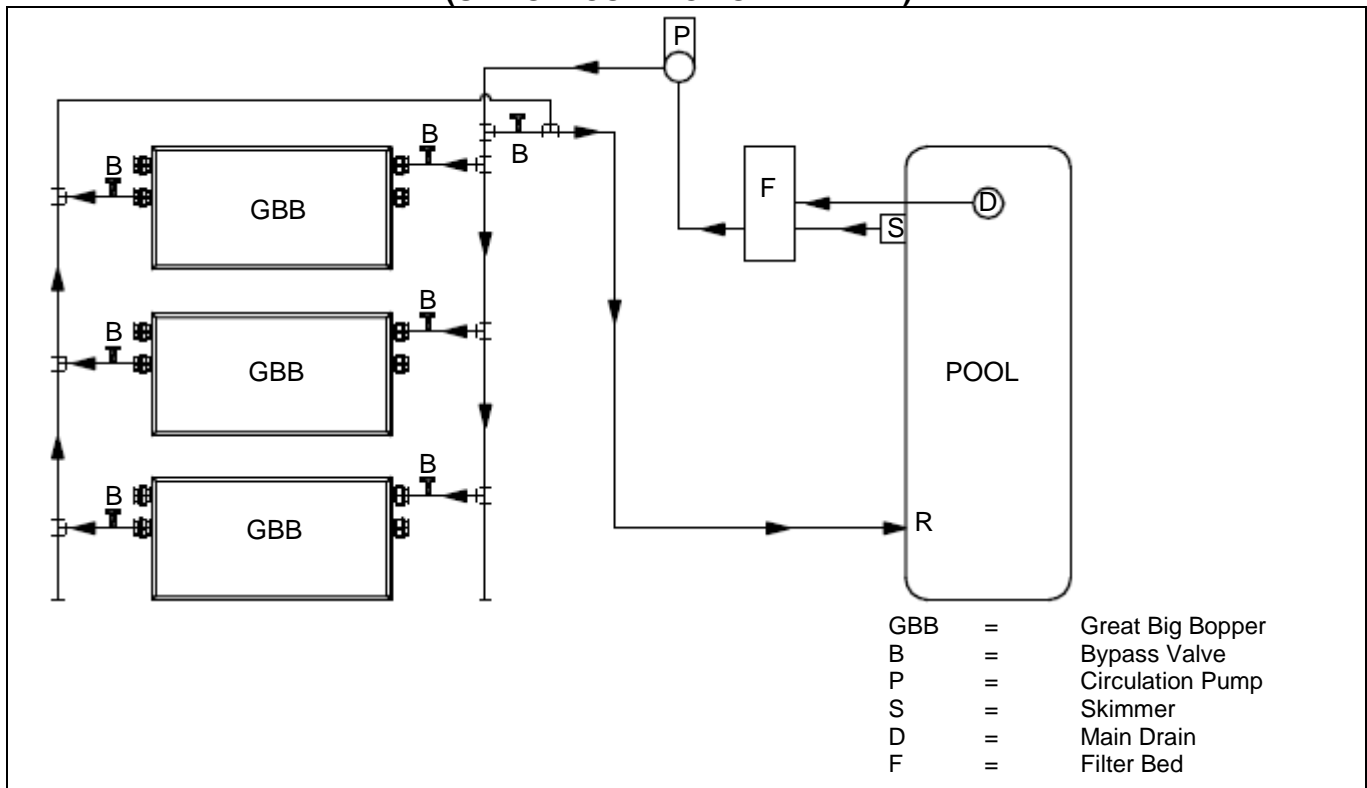 P
B
B
B
GBB
F
D
S
B
B
GBB
POOL
B
B
GBB
R
GBB = Great Big Bopper
B = Bypass Valve
P = Circulation Pump
S = Skimmer
D = Main Drain
F = Filter Bed